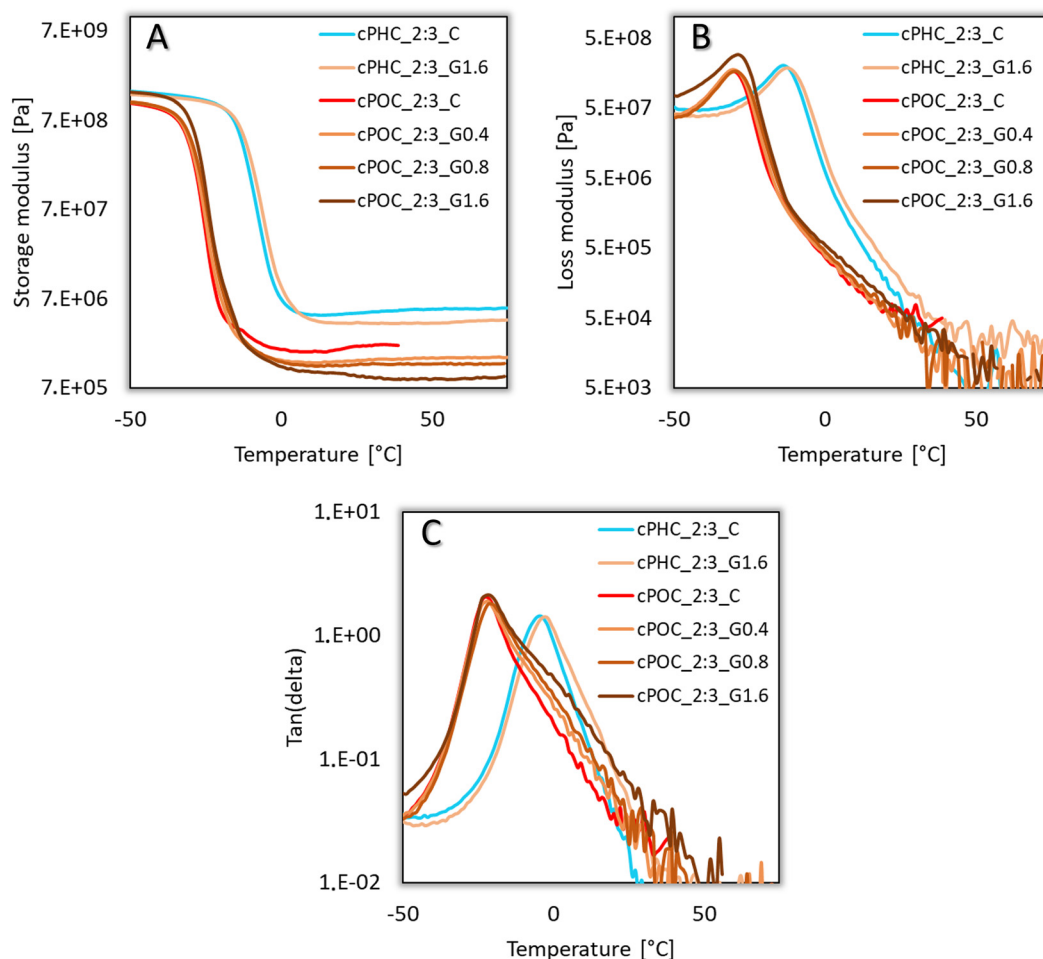 A
7.E+09
7.E+08
7.E+07
7.E+06
7.E+05
Storage modulus [Pa]
cPHC_2:3_C
cPHC_2:3_G1.6
cPOC_2:3_C
cPOC_2:3_G0.4
cPOC_2:3_G0.8
cPOC_2:3_G1.6
-50
0
50
Temperature [°C]
B
5.E+08
5.E+07
5.E+06
5.E+05
5.E+04
5.E+03
Loss modulus [Pa]
cPHC_2:3_C
cPHC_2:3_G1.6
cPOC_2:3_C
cPOC_2:3_G0.4
cPOC_2:3_G0.8
cPOC_2:3_G1.6
-50
0
50
Temperature [°C]
C
1.E+01
1.E+00
1.E-01
1.E-02
Tan(delta)
cPHC_2:3_C
cPHC_2:3_G1.6
cPOC_2:3_C
cPOC_2:3_G0.4
cPOC_2:3_G0.8
cPOC_2:3_G1.6
-50
0
50
Temperature [°C]